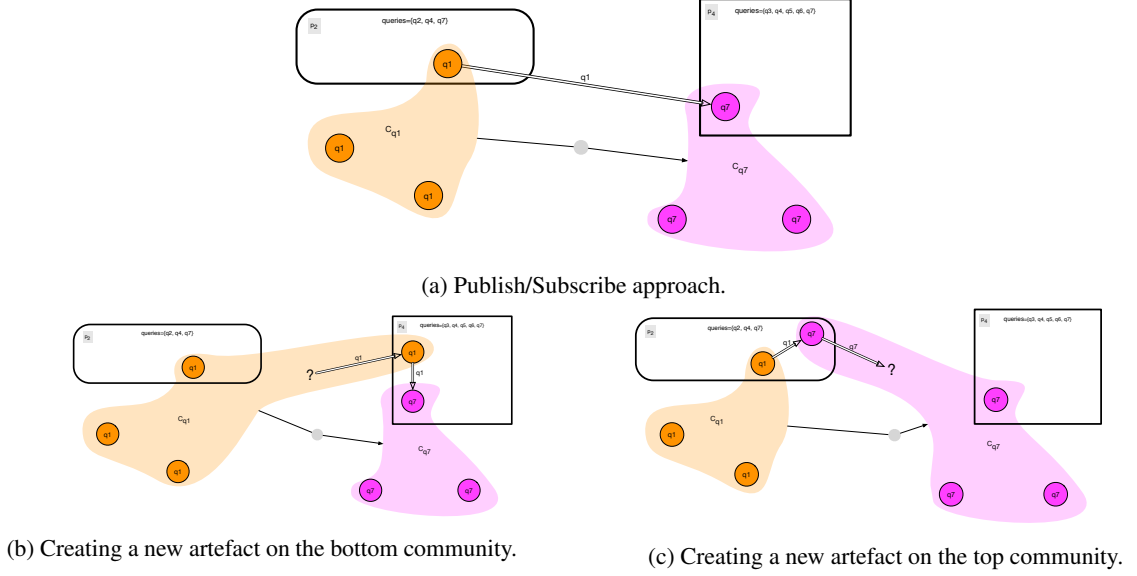 p2
queries={q2, q4, q7}
p4
queries={q3, q4, q5, q6, q7}
q1
q1
q7
Cq1
q1
q1
Cq7
q7
q7
(a) Publish/Subscribe approach.
p2
queries={q2, q4, q7}
p4
queries={q3, q4, q5, q6, q7}
q1
q1
q1
?
q1
q7
Cq1
q1
q1
Cq7
q7
q7
(b) Creating a new artefact on the bottom community.
p2
queries={q2, q4, q7}
p4
queries={q3, q4, q5, q6, q7}
q7
q1
q7
q1
?
q7
Cq1
q1
q1
Cq7
q7
q7
(c) Creating a new artefact on the top community.